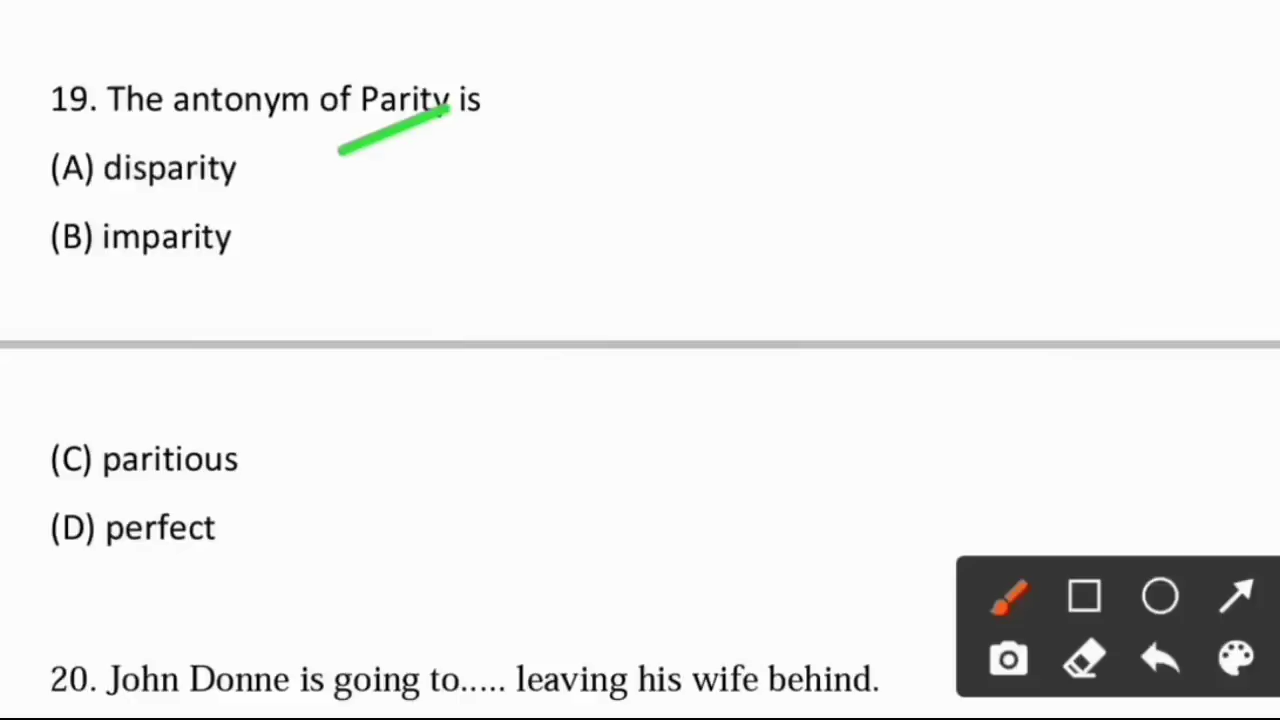 19. The antonym of Parity is
(A) disparity
(B) imparity
(C) paritious
(D) perfect
20. John Donne is going to..... leaving his wife behind.